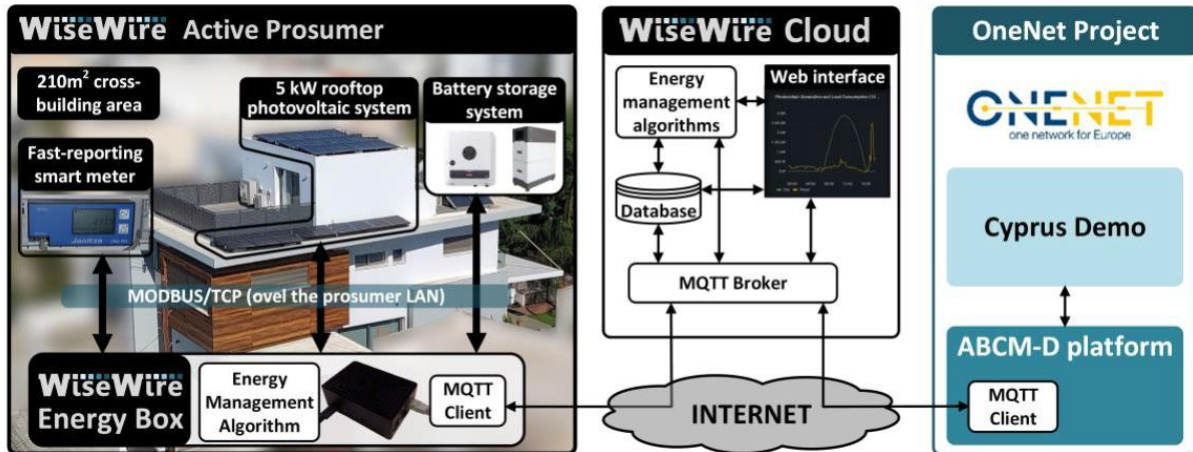 WiseWire Active Prosumer
210m² cross-
building area
5 kW rooftop
photovoltaic system
Battery storage
system
Fast-reporting
smart meter
Janitza
MODBUS/TCP (ovel the prosumer LAN)
WiseWire
Energy Box
Energy
Management
Algorithm
MQTT
Client
WiseWire Cloud
Energy
management
algorithms
Web interface
Database
MQTT Broker
INTERNET
OneNet Project
ONENET
one network for Europe
Cyprus Demo
ABCM-D platform
MQTT
Client